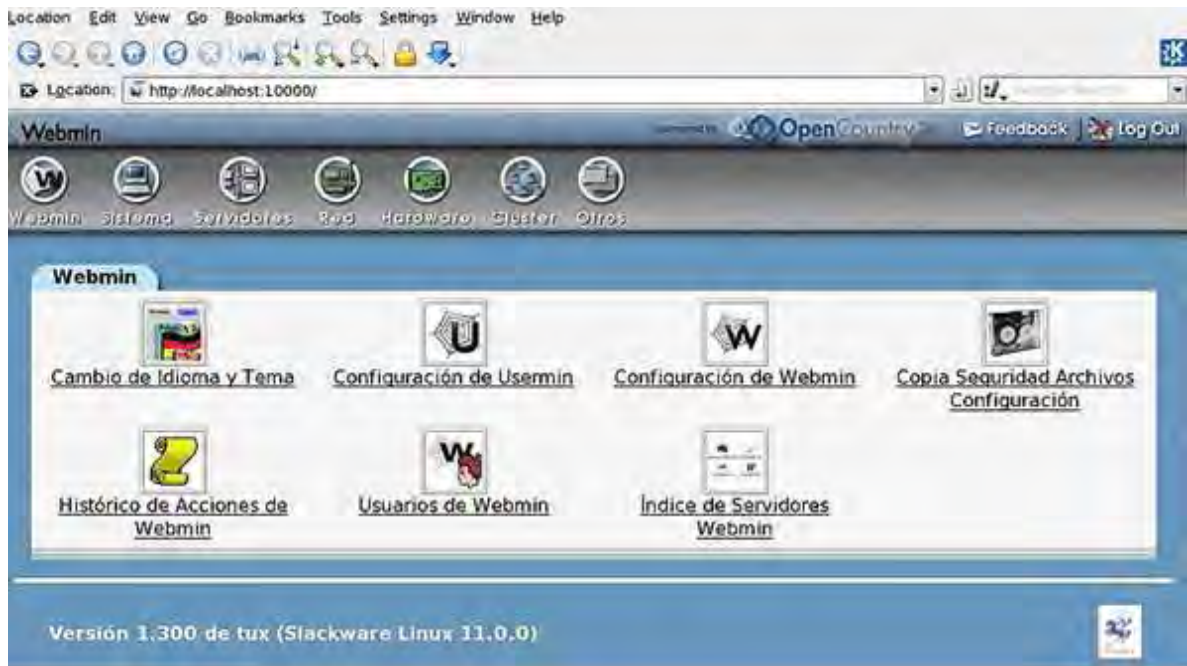 Location Edit View Go Bookmarks Tools Settings Window Help
Location: http://localhost:10000/
Webmin OpenCountry Feedback Log Out
Webmin Sistema Servidores Red Hardware Cluster Otros
Webmin
Cambio de Idioma y Tema Configuración de Usermin Configuración de Webmin Copia Seguridad Archivos
Configuración
Histórico de Acciones de Usuarios de Webmin Índice de Servidores
Webmin Webmin
Versión 1.300 de tux (Slackware Linux 11.0.0)